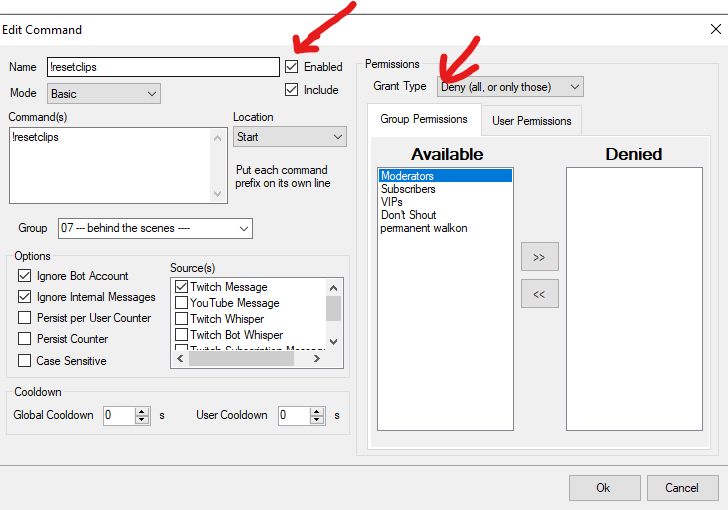 Edit Command
Name !resetclips Enabled
Mode Basic Include
Command(s) Location
!resetclips Start
Put each command
prefix on its own line
Group 07 --- behind the scenes ----
Options
Ignore Bot Account
Ignore Internal Messages
Persist per User Counter
Persist Counter
Case Sensitive
Source(s)
Twitch Message
YouTube Message
Twitch Whisper
Twitch Bot Whisper
Twitch Subscription Message
Cooldown
Global Cooldown 0 s User Cooldown 0 s
Permissions
Grant Type Deny (all, or only those)
Group Permissions User Permissions
Available Denied
Moderators
Subscribers
VIPs
Don't Shout
permanent walkon
>>
<<
Ok Cancel